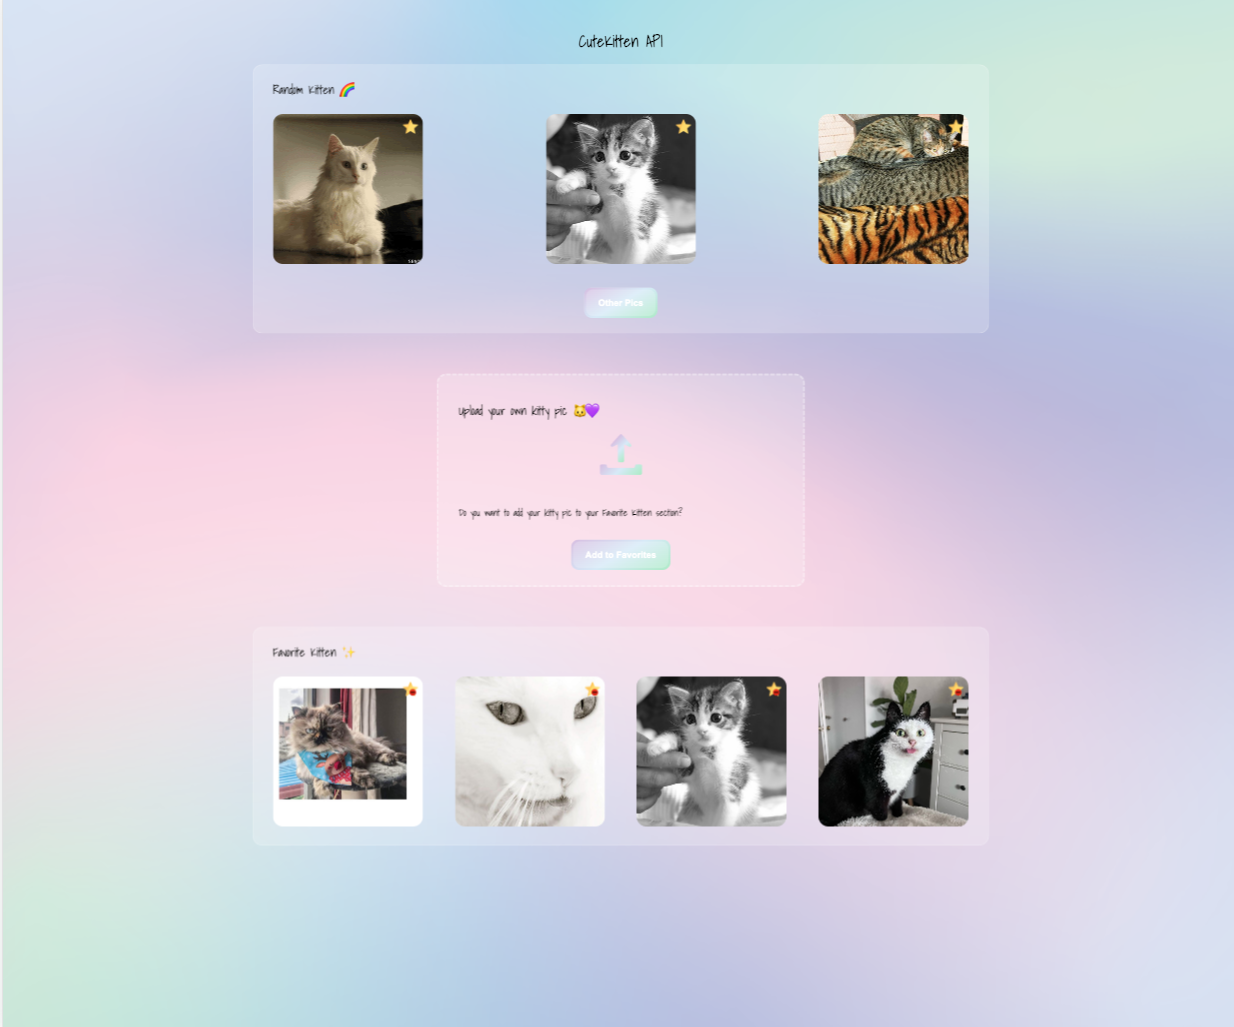 CuteKitten API
Random Kitten 🌈
Other Pics
Upload your own kitty pic 🐱💜
Do you want to add your kitty pic to your Favorite Kitten section?
Add to Favorites
Favorite Kitten ✨